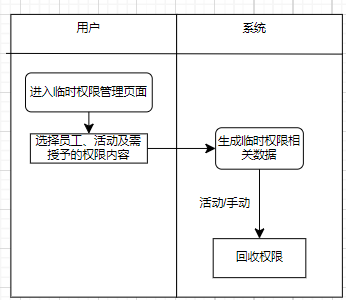 用户
系统
进入临时权限管理页面
选择员工、活动及需
授予的权限内容
生成临时权限相
关数据
活动/手动
回收权限